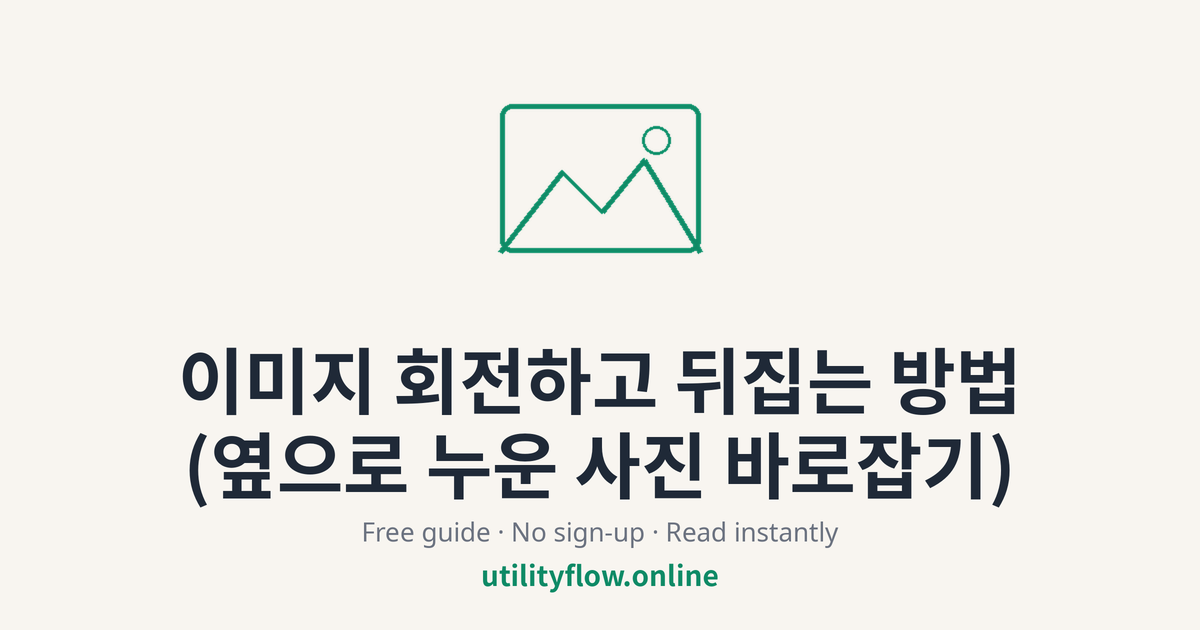 이미지 회전하고 뒤집는 방법
(옆으로 누운 사진 바로잡기)
Free guide · No sign-up · Read instantly
utilityflow.online